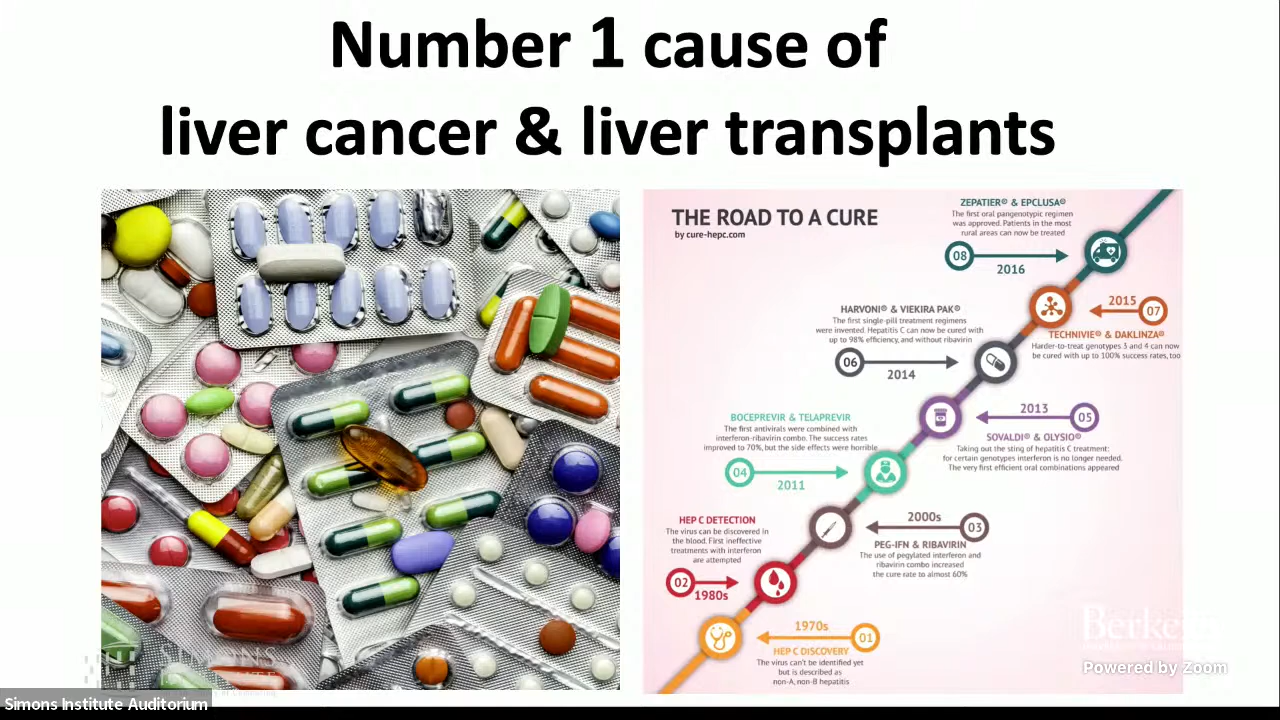 Number 1 cause of
liver cancer & liver transplants
THE ROAD TO A CURE
by cure-hepc.com
ZEPATIER® & EPCLUSA®
The first oral pangenotypic regimen
was approved. Patients in the most
rural areas can now be treated
08
2016
2015
07
TECHNIVIE® & DAKLINZA®
Harder-to-treat genotypes 3 and 4 can now
be cured with up to 100% success rates, too
HARVONI® & VIEKIRA PAK®
The first single-pill treatment regimens
were invented. Hepatitis C can now be cured with
up to 98% efficiency, and without ribavirin
06
2014
2013
05
SOVALDI® & OLYSIO®
Taking out the sting of hepatitis C treatment;
for certain genotypes interferon is no longer needed.
The very first efficient oral combinations appeared
BOCEPREVIR & TELAPREVIR
The first antivirals were combined with
interferon-ribavirin combo. The success rates
improved to 70%, but the side effects were horrible
04
2011
2000s
03
PEG-IFN & RIBAVIRIN
The use of pegylated interferon and
ribavirin combo increased
the cure rate to almost 60%
HEP C DETECTION
The virus can be discovered in
the blood. First ineffective
treatments with interferon
are attempted
02
1980s
1970s
01
HEP C DISCOVERY
The virus can't be identified yet
but is described as
non-A, non-B hepatitis
Powered by Zoom
Simons Institute Auditorium